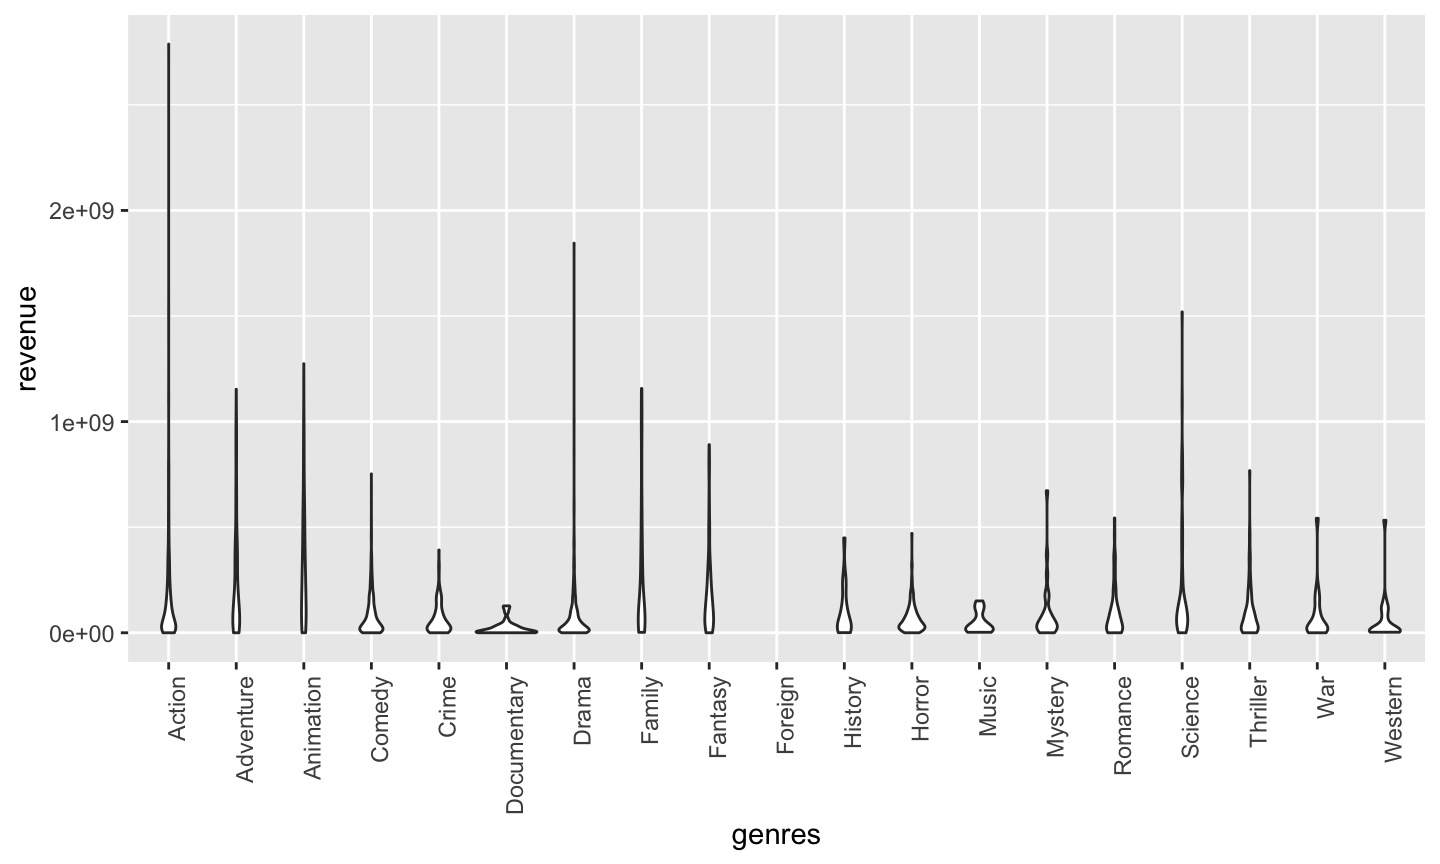 revenue
2e+09
1e+09
0e+00
Action
Adventure
Animation
Comedy
Crime
Documentary
Drama
Family
Fantasy
Foreign
History
Horror
Music
Mystery
Romance
Science
Thriller
War
Western
genres